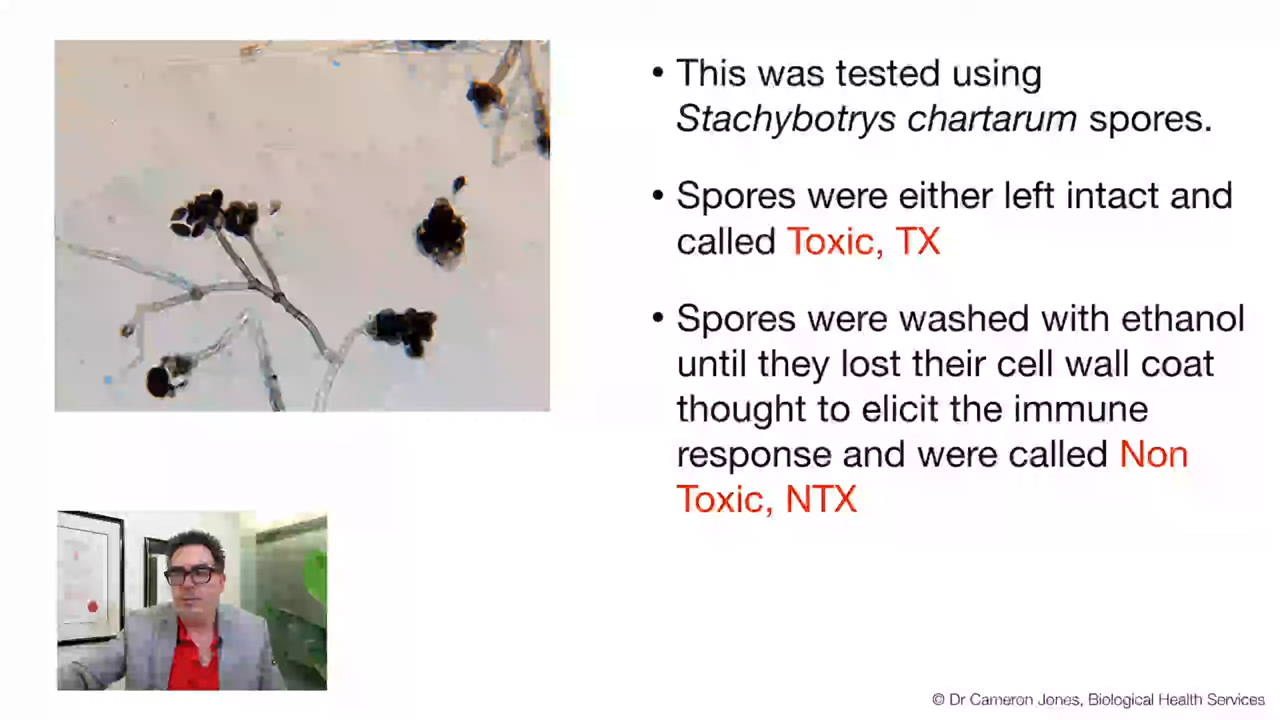 • This was tested using
Stachybotrys chartarum spores.
• Spores were either left intact and
called Toxic, TX
• Spores were washed with ethanol
until they lost their cell wall coat
thought to elicit the immune
response and were called Non
Toxic, NTX
© Dr Cameron Jones, Biological Health Services